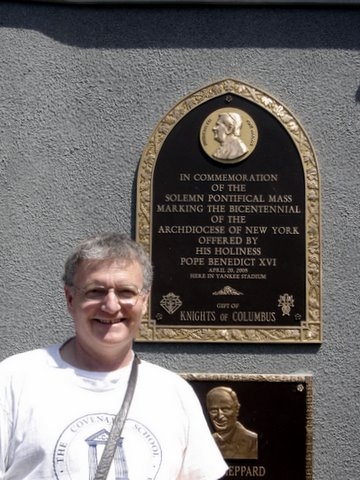 IN COMMEMORATION
OF THE
SOLEMN PONTIFICAL MASS
MARKING THE BICENTENNIAL
OF THE
ARCHDIOCESE OF NEW YORK
OFFERED BY
HIS HOLINESS
POPE BENEDICT XVI
APRIL 20, 2008
HERE IN YANKEE STADIUM
GIFT OF
KNIGHTS OF COLUMBUS
THE COVENANT SCHOOL